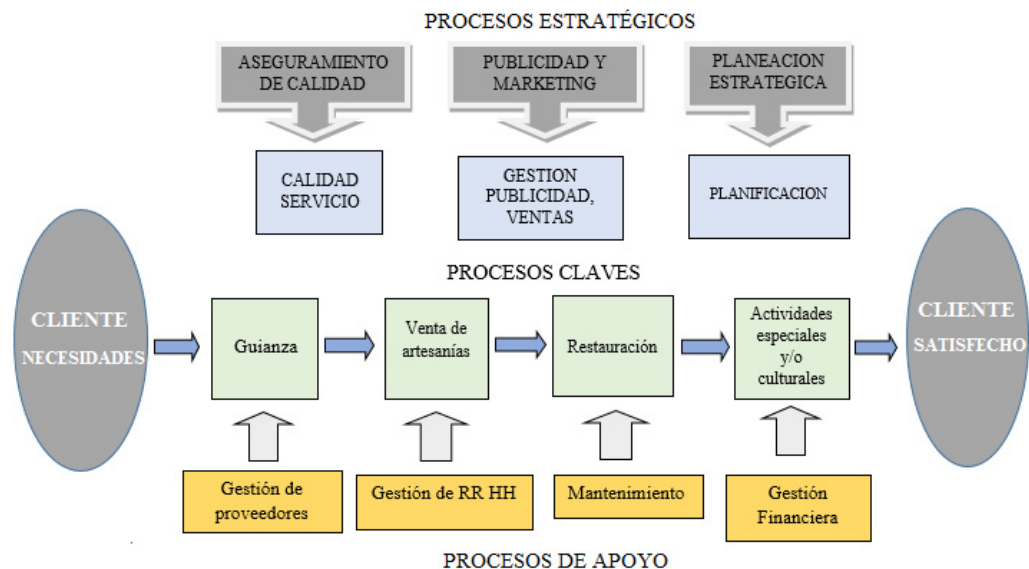 PROCESOS ESTRATÉGICOS
ASEGURAMIENTO
DE CALIDAD
PUBLICIDAD Y
MARKETING
PLANEACION
ESTRATEGICA
CALIDAD
SERVICIO
GESTION
PUBLICIDAD,
VENTAS
PLANIFICACION
PROCESOS CLAVES
CLIENTE
NECESIDADES
Guianza
Venta de
artesanías
Restauración
Actividades
especiales
y/o
culturales
CLIENTE
SATISFECHO
Gestión de
proveedores
Gestión de RR HH
Mantenimiento
Gestión
Financiera
PROCESOS DE APOYO